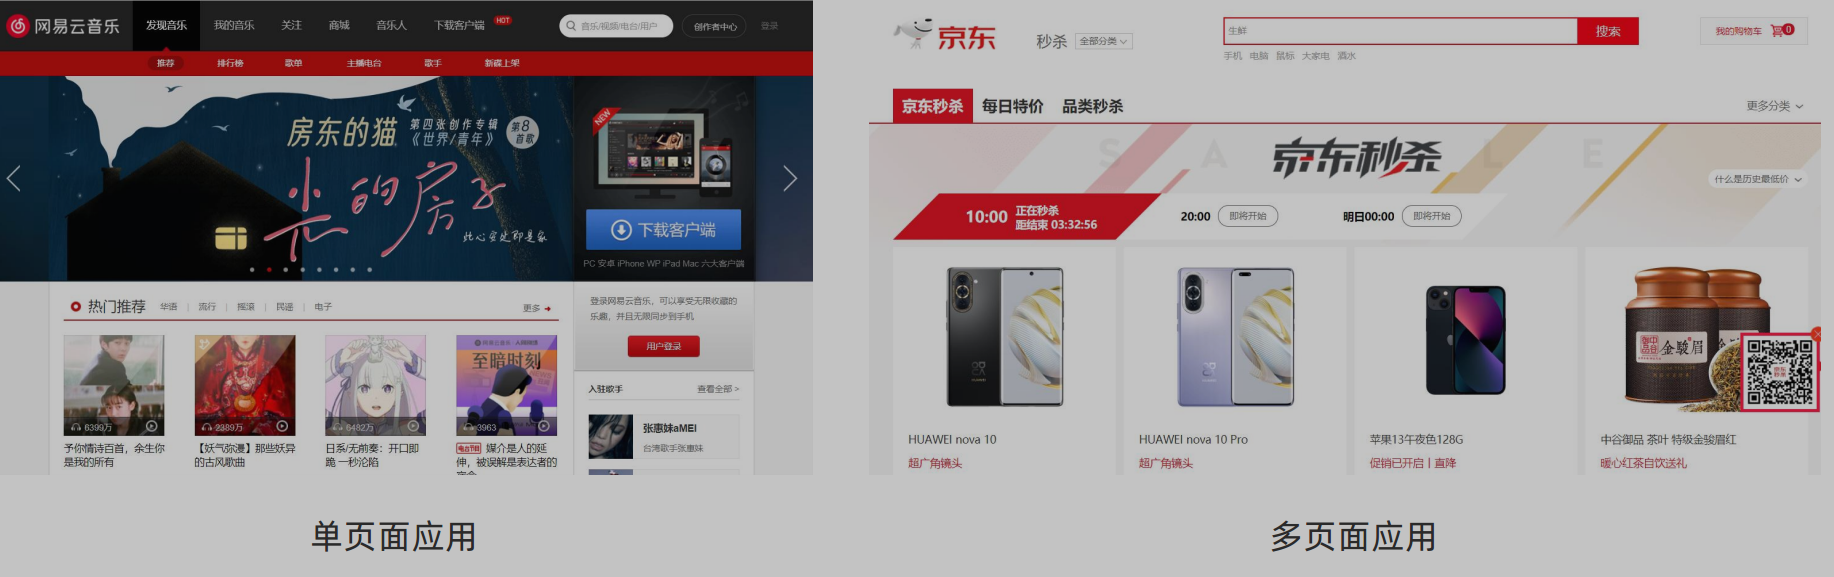 网易云音乐
发现音乐 我的音乐 关注 商城 音乐人 下载客户端 HOT
音乐/视频/电台/用户
创作者中心
登录
推荐 排行榜 歌单 主播电台 歌手 新碟上架
房东的猫 第四张创作专辑
《世界/青年》
第8
首歌
此心安处即是家
NEW
下载客户端
PC 安卓 iPhone WP iPad Mac 六大客户端
热门推荐 华语 | 流行 | 摇滚 | 民谣 | 电子
更多
6399万
2389万
6482万
网易云音乐
至暗时刻
3963
予你情诗百首，余生你
是我的所有
【妖气弥漫】那些妖异
的古风歌曲
日系/无前奏：开口即
跪 一秒沦陷
电台节目 媒介是人的延
伸，被误解是表达者的
登录网易云音乐，可以享受无限收藏的
乐趣，并且无限同步到手机
用户登录
入驻歌手 查看全部 >
张惠妹aMEI
台湾歌手张惠妹
单页面应用
京东
秒杀 全部分类
生鲜
搜索
我的购物车 0
手机 电脑 鼠标 大家电 酒水
京东秒杀 每日特价 品类秒杀
更多分类
S A L E
京东秒杀
什么是历史最低价
10:00 正在秒杀
距结束 03:32:56
20:00 即将开始
明日00:00 即将开始
HUAWEI nova 10
超广角镜头
HUAWEI nova 10 Pro
超广角镜头
苹果13午夜色128G
促销已开启丨直降
金骏眉
中谷御品 茶叶 特级金骏眉红
暖心红茶自饮送礼
多页面应用